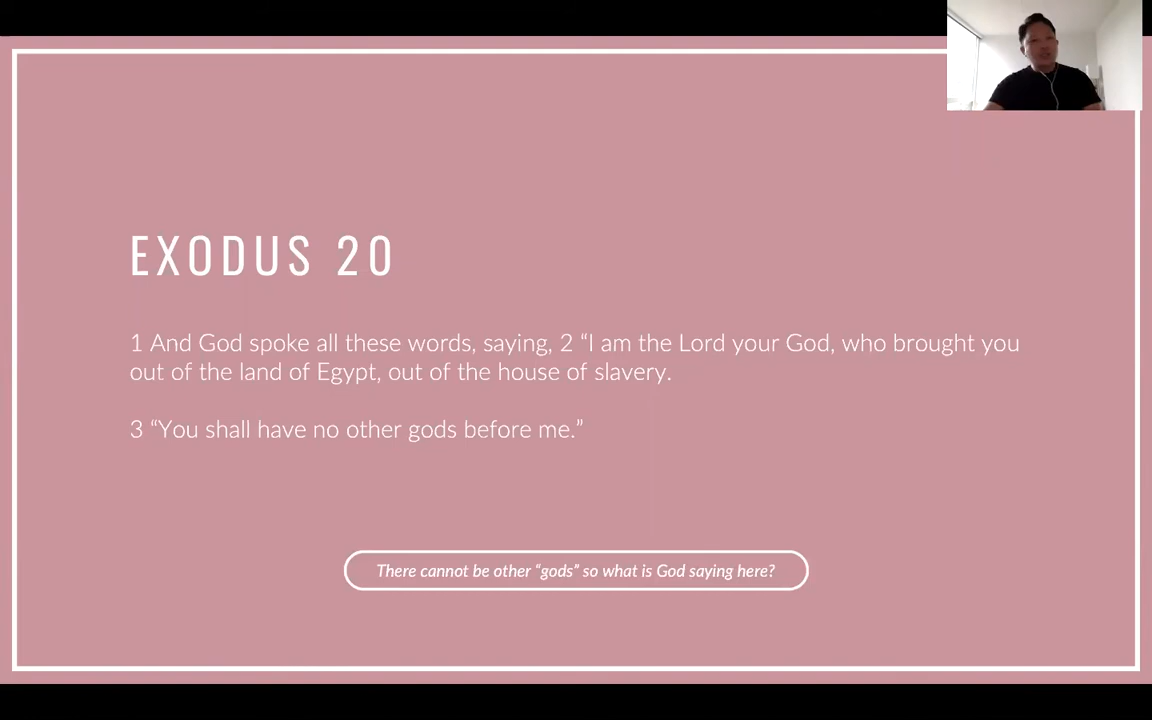 EXODUS 20
1 And God spoke all these words, saying, 2 “I am the Lord your God, who brought you
out of the land of Egypt, out of the house of slavery.
3 “You shall have no other gods before me.”
There cannot be other “gods” so what is God saying here?